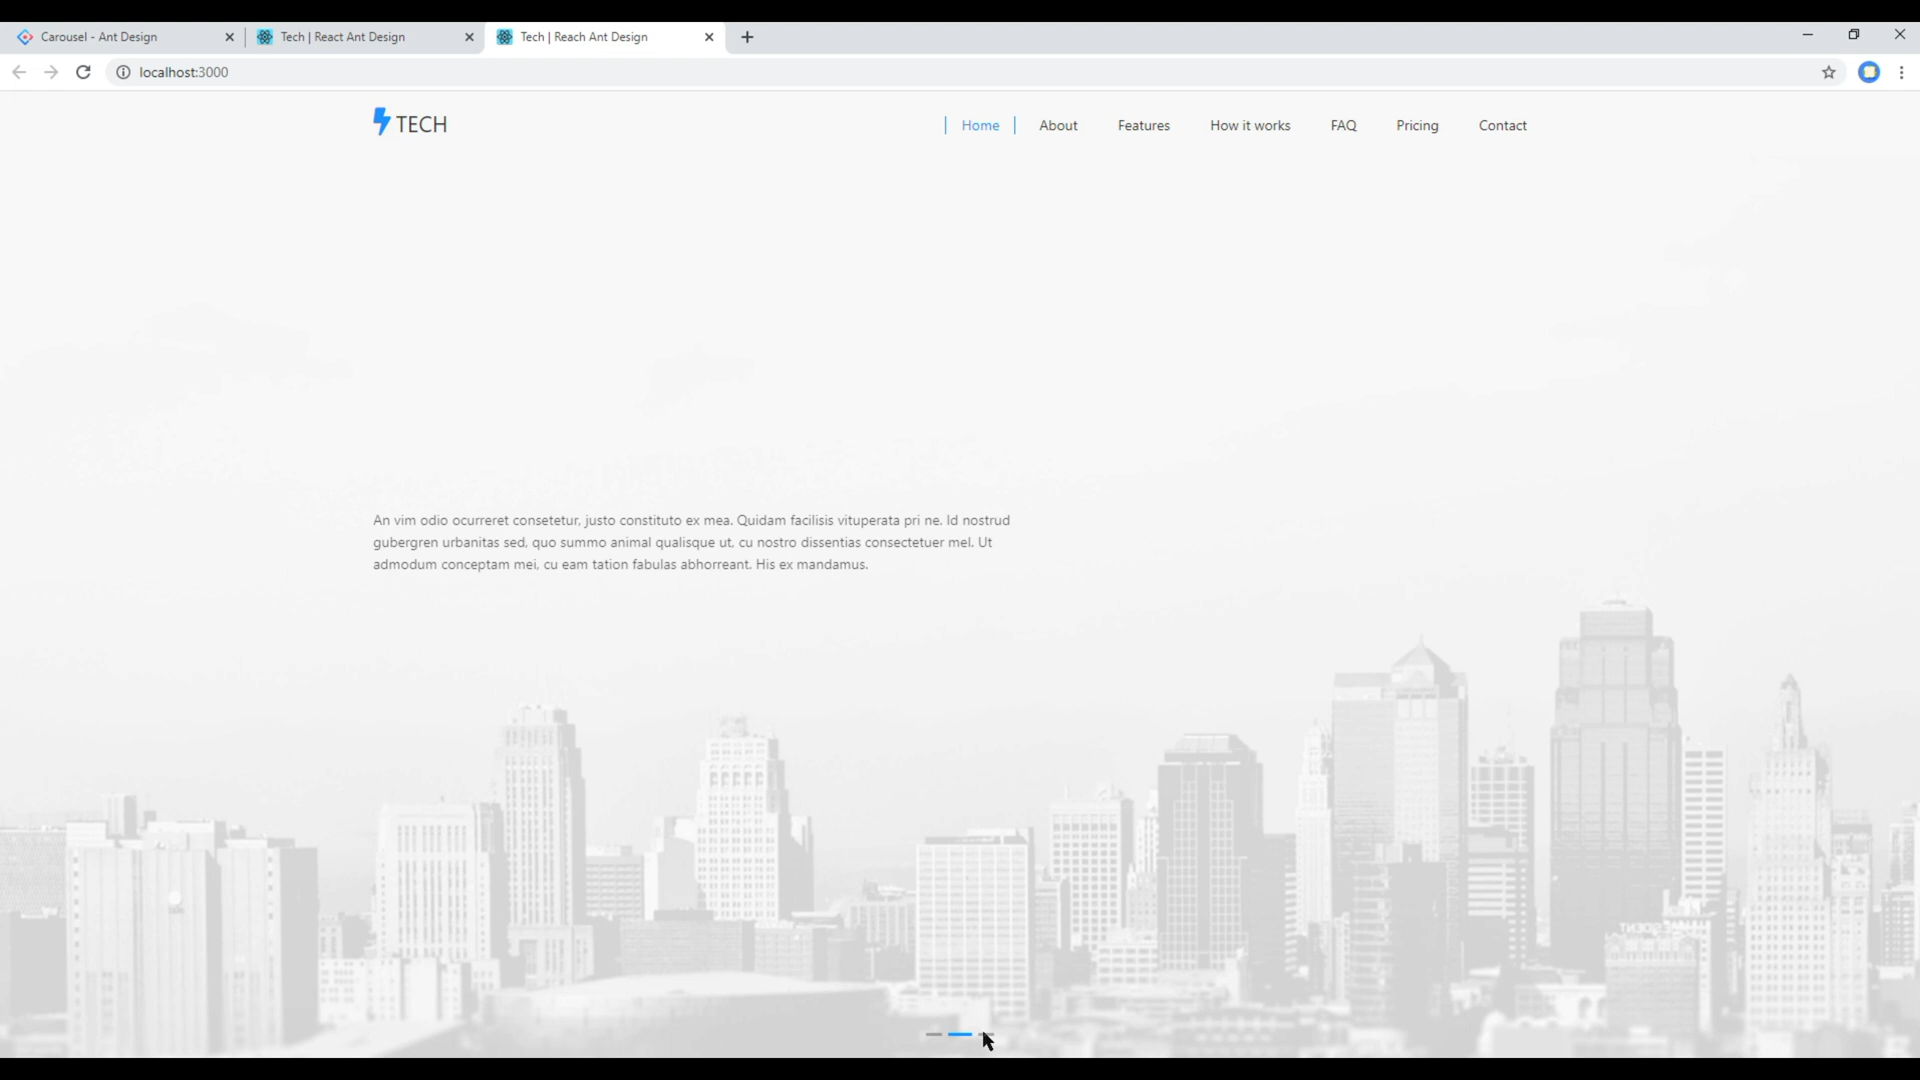 Carousel - Ant Design
Tech | React Ant Design
Tech | Reach Ant Design
localhost:3000
TECH
Home
About
Features
How it works
FAQ
Pricing
Contact
An vim odio ocurreret consetetur, justo constituto ex mea. Quidam facilisis vituperata pri ne. Id nostrud
gubergren urbanitas sed, quo summo animal qualisque ut, cu nostro dissentias consectetuer mel. Ut
admodum conceptam mei, cu eam tation fabulas abhorreant. His ex mandamus.